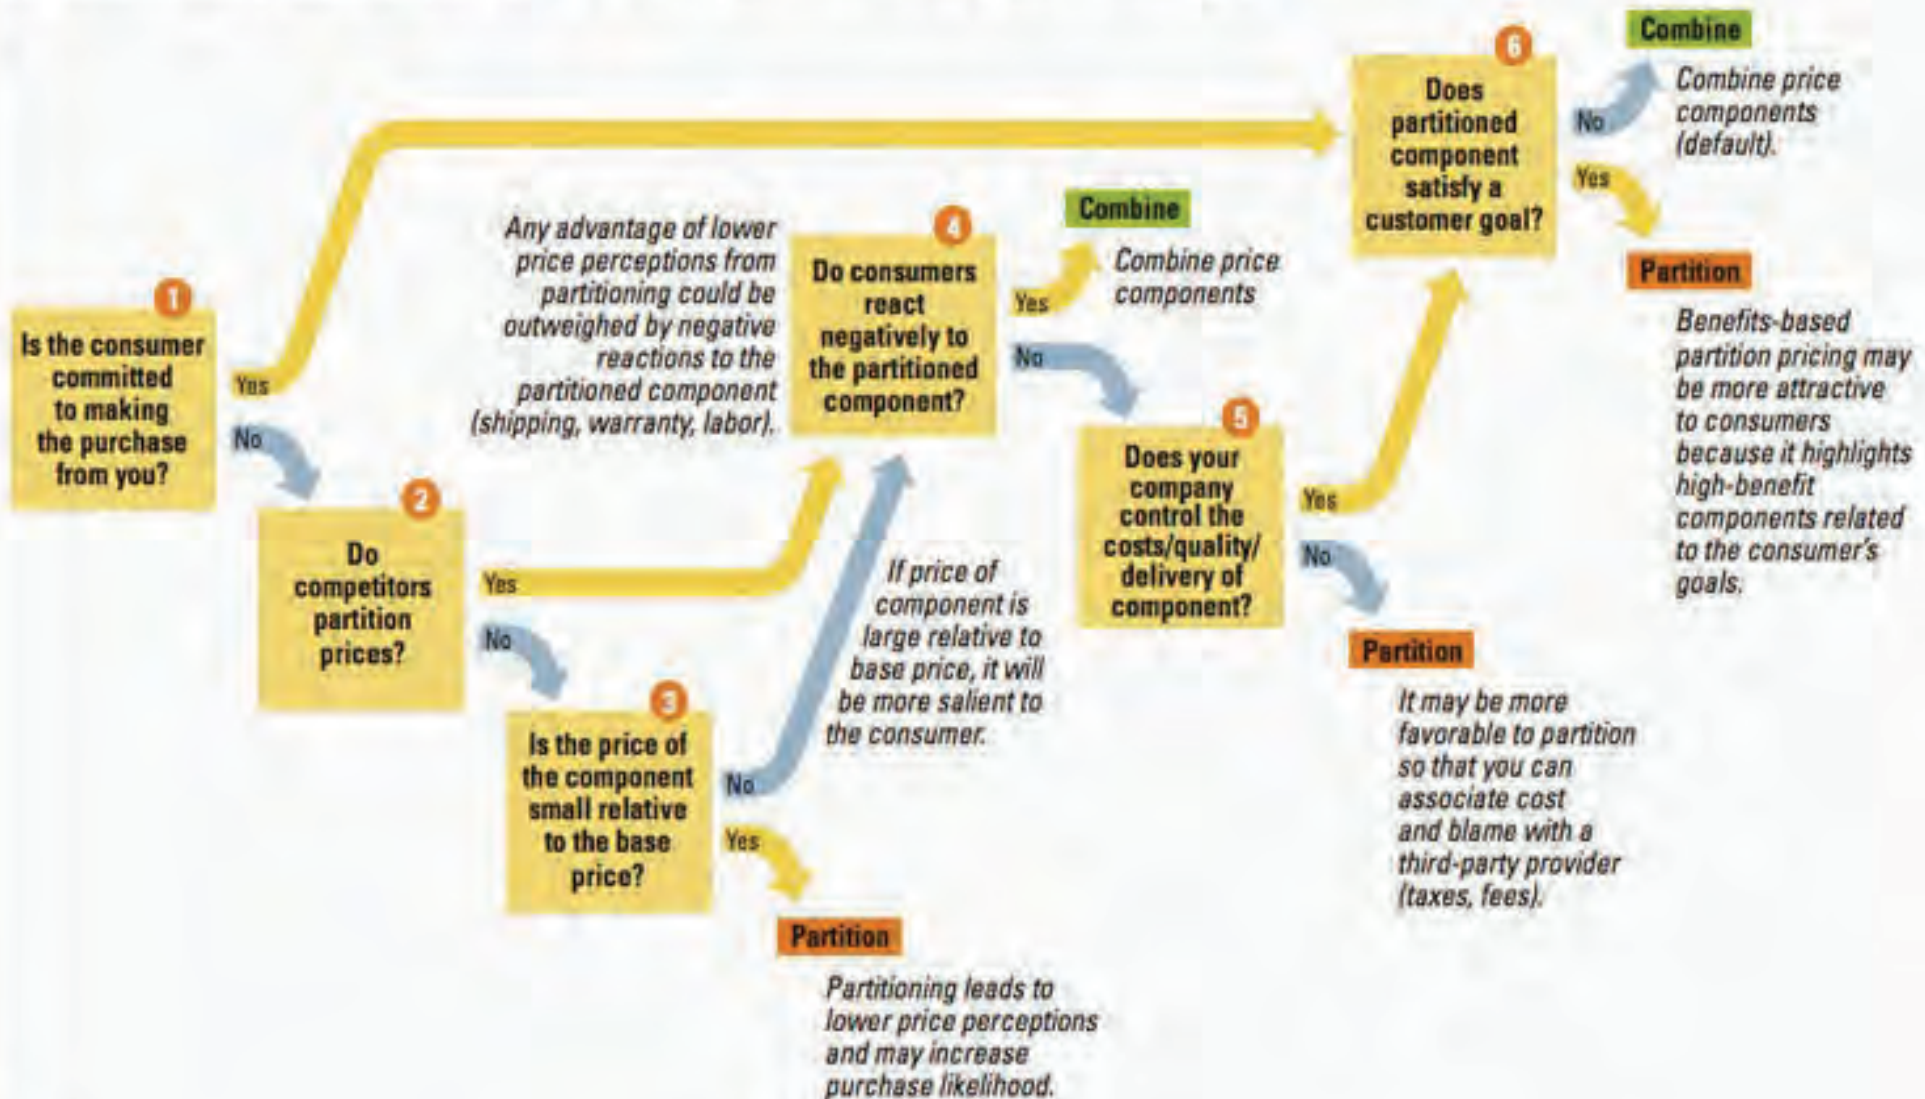 1
Is the consumer
committed
to making
the purchase
from you?
Yes
No
2
Do
competitors
partition
prices?
Yes
No
3
Is the price of
the component
small relative
to the base
price?
No
Yes
Partition
Partitioning leads to
lower price perceptions
and may increase
purchase likelihood.
If price of
component is
large relative to
base price, it will
be more salient to
the consumer.
Any advantage of lower
price perceptions from
partitioning could be
outweighed by negative
reactions to the
partitioned component
(shipping, warranty, labor).
4
Do consumers
react
negatively to
the partitioned
component?
Yes
No
Combine
Combine price
components
5
Does your
company
control the
costs/quality/
delivery of
component?
Yes
No
Partition
It may be more
favorable to partition
so that you can
associate cost
and blame with a
third-party provider
(taxes, fees).
6
Does
partitioned
component
satisfy a
customer goal?
No
Yes
Combine
Combine price
components
(default).
Partition
Benefits-based
partition pricing may
be more attractive
to consumers
because it highlights
high-benefit
components related
to the consumer's
goals.